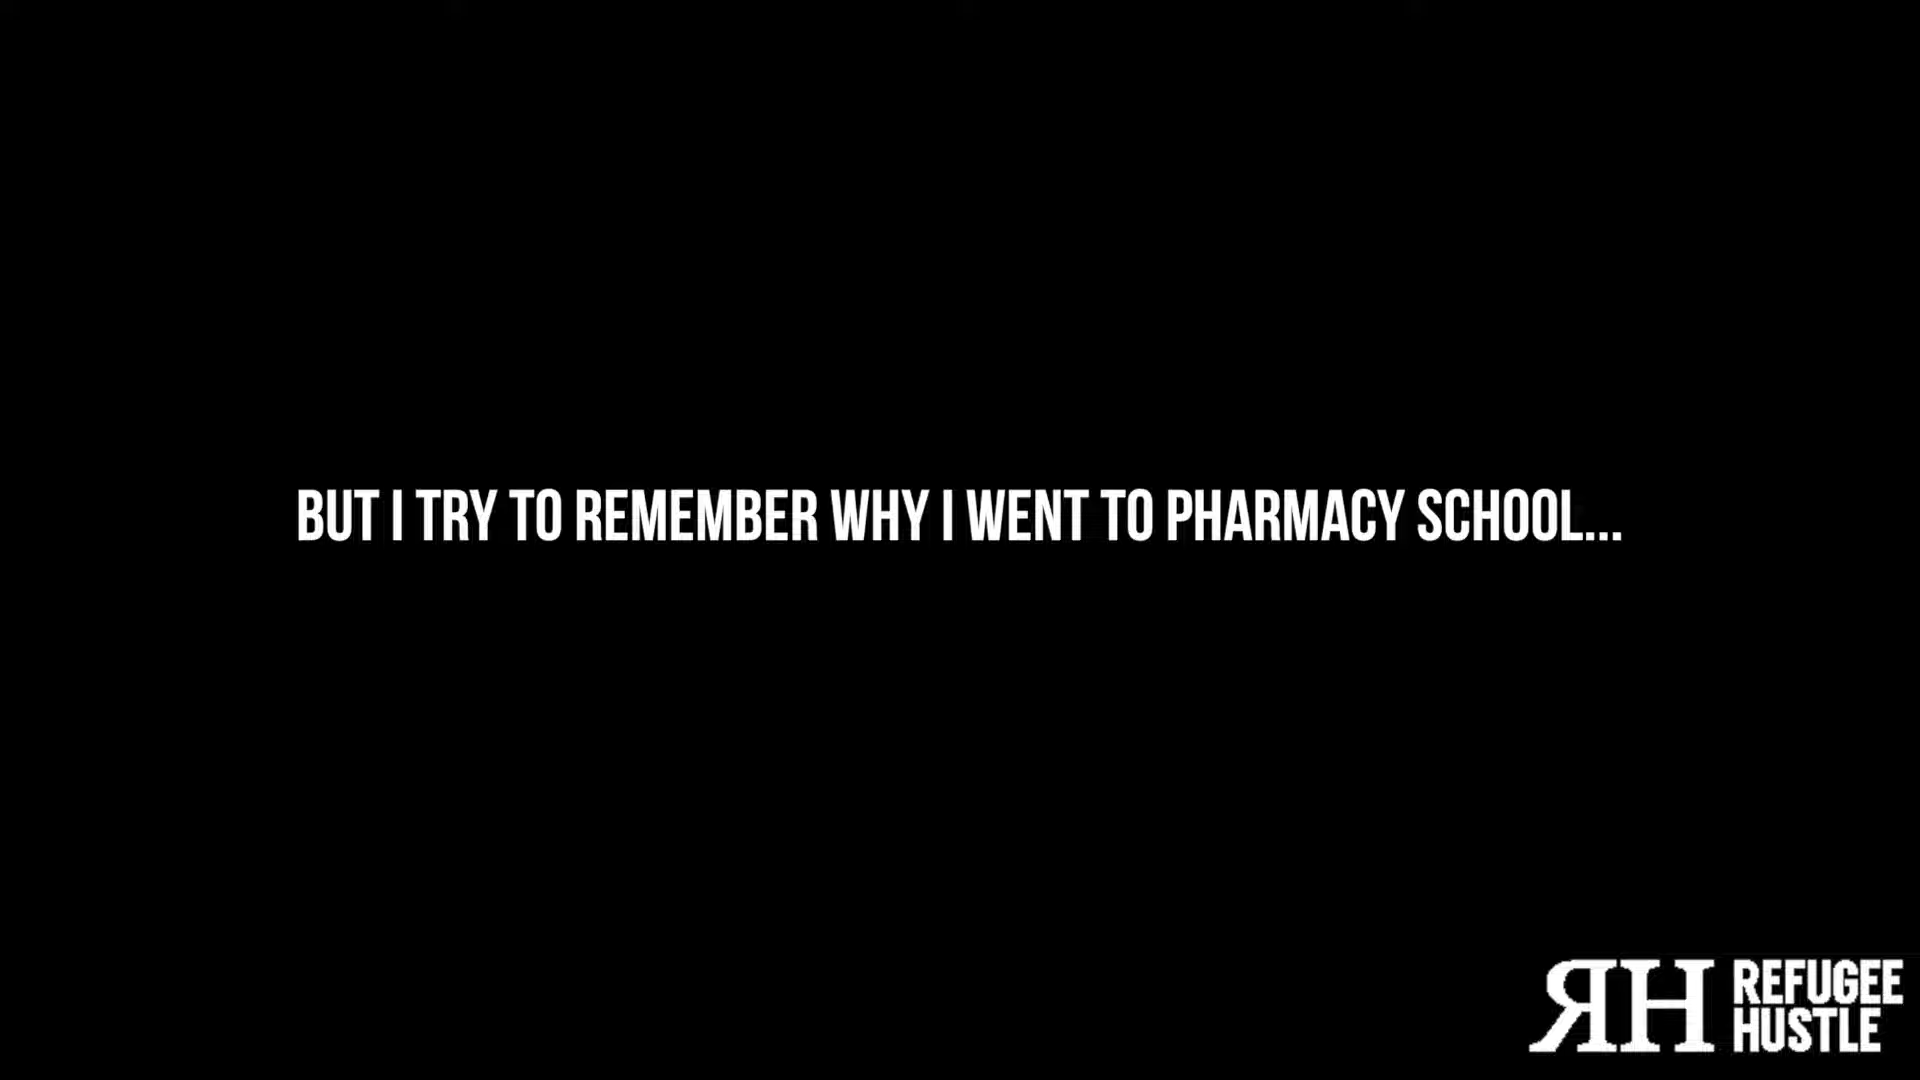 BUT I TRY TO REMEMBER WHY I WENT TO PHARMACY SCHOOL...
RH REFUGEE
HUSTLE